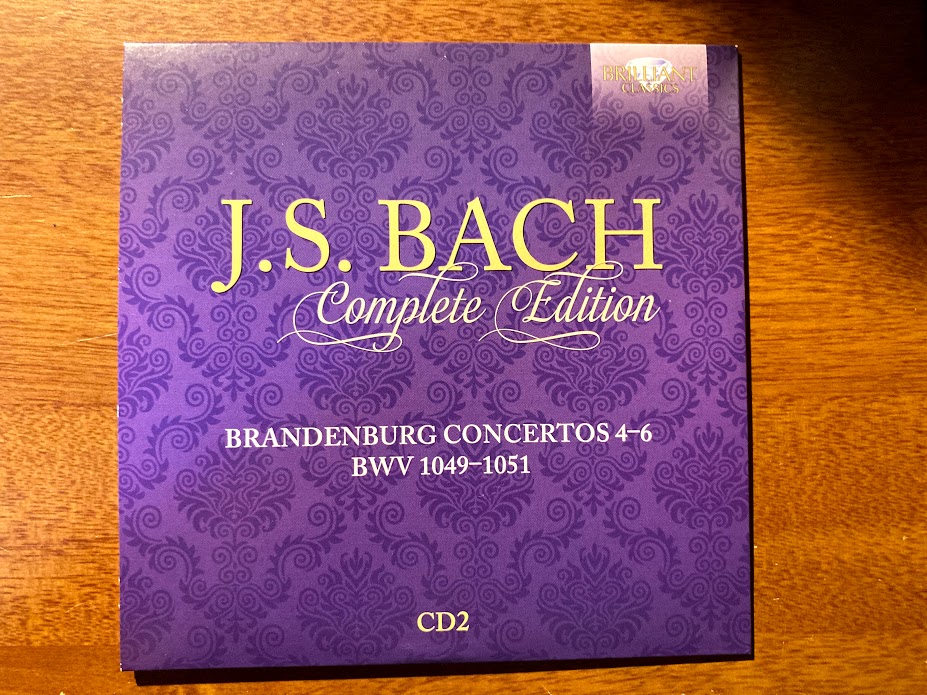 BRILLIANT
CLASSICS
J.S. BACH
Complete Edition
BRANDENBURG CONCERTOS 4–6
BWV 1049–1051
CD2